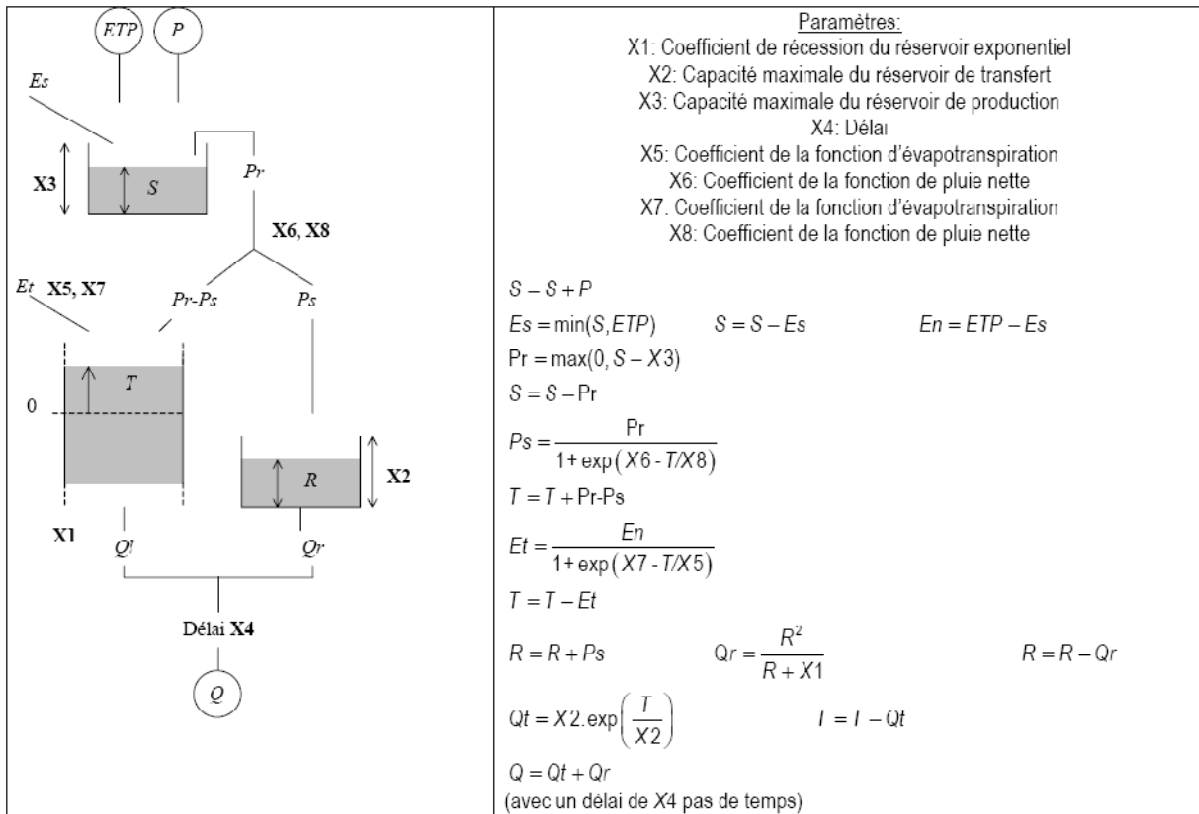 ETP P
Es
X3
S
Pr
X6, X8
Et X5, X7
Pr-Ps
Ps
T
0
R
X2
X1
Ql
Qr
Délai X4
Q
Paramètres:
X1: Coefficient de récession du réservoir exponentiel
X2: Capacité maximale du réservoir de transfert
X3: Capacité maximale du réservoir de production
X4: Délai
X5: Coefficient de la fonction d'évapotranspiration
X6: Coefficient de la fonction de pluie nette
X7. Coefficient de la fonction d'évapotranspiration
X8: Coefficient de la fonction de pluie nette
S – S + P
Es = min(S, ETP) S = S – Es En = ETP – Es
Pr = max(0, S – X3)
S = S – Pr
Ps = Pr / (1 + exp(X6 - T/X8))
T = T + Pr-Ps
Et = En / (1 + exp(X7 - T/X5))
T = T – Et
R = R + Ps Qr = R² / (R + X1) R = R – Qr
Qt = X2.exp(T / X2) I = I – Qt
Q = Qt + Qr
(avec un délai de X4 pas de temps)